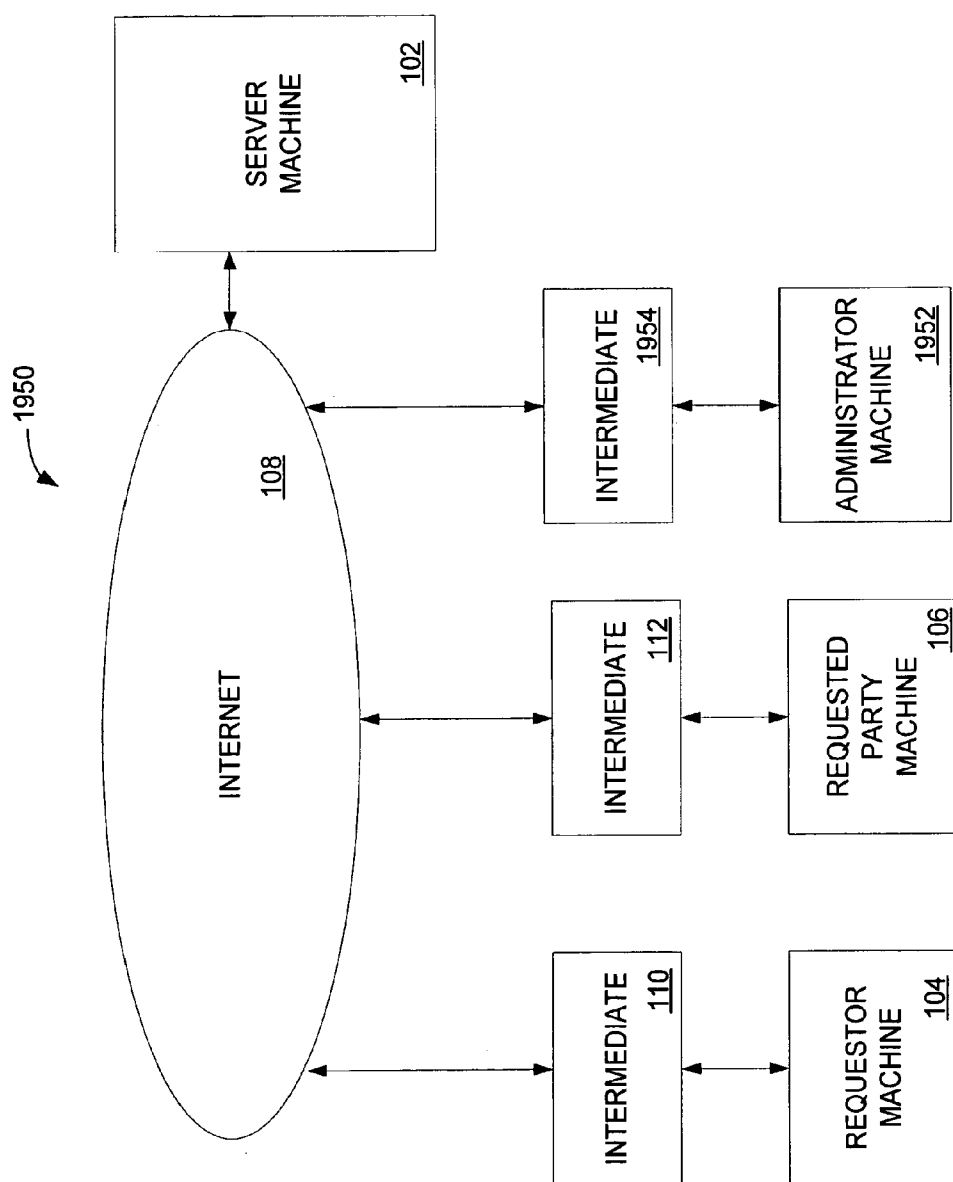 1950
SERVER
MACHINE
102
INTERNET
108
INTERMEDIATE
110
INTERMEDIATE
112
INTERMEDIATE
1954
REQUESTOR
MACHINE
104
REQUESTED
PARTY
MACHINE
106
ADMINISTRATOR
MACHINE
1952